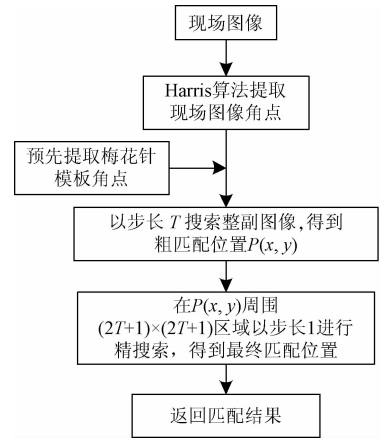 现场图像
Harris算法提取
现场图像角点
预先提取梅花针
模板角点
以步长 T 搜索整副图像,得到
粗匹配位置P(x, y)
在P(x, y)周围
(2T+1)×(2T+1)区域以步长1进行
精搜索，得到最终匹配位置
返回匹配结果